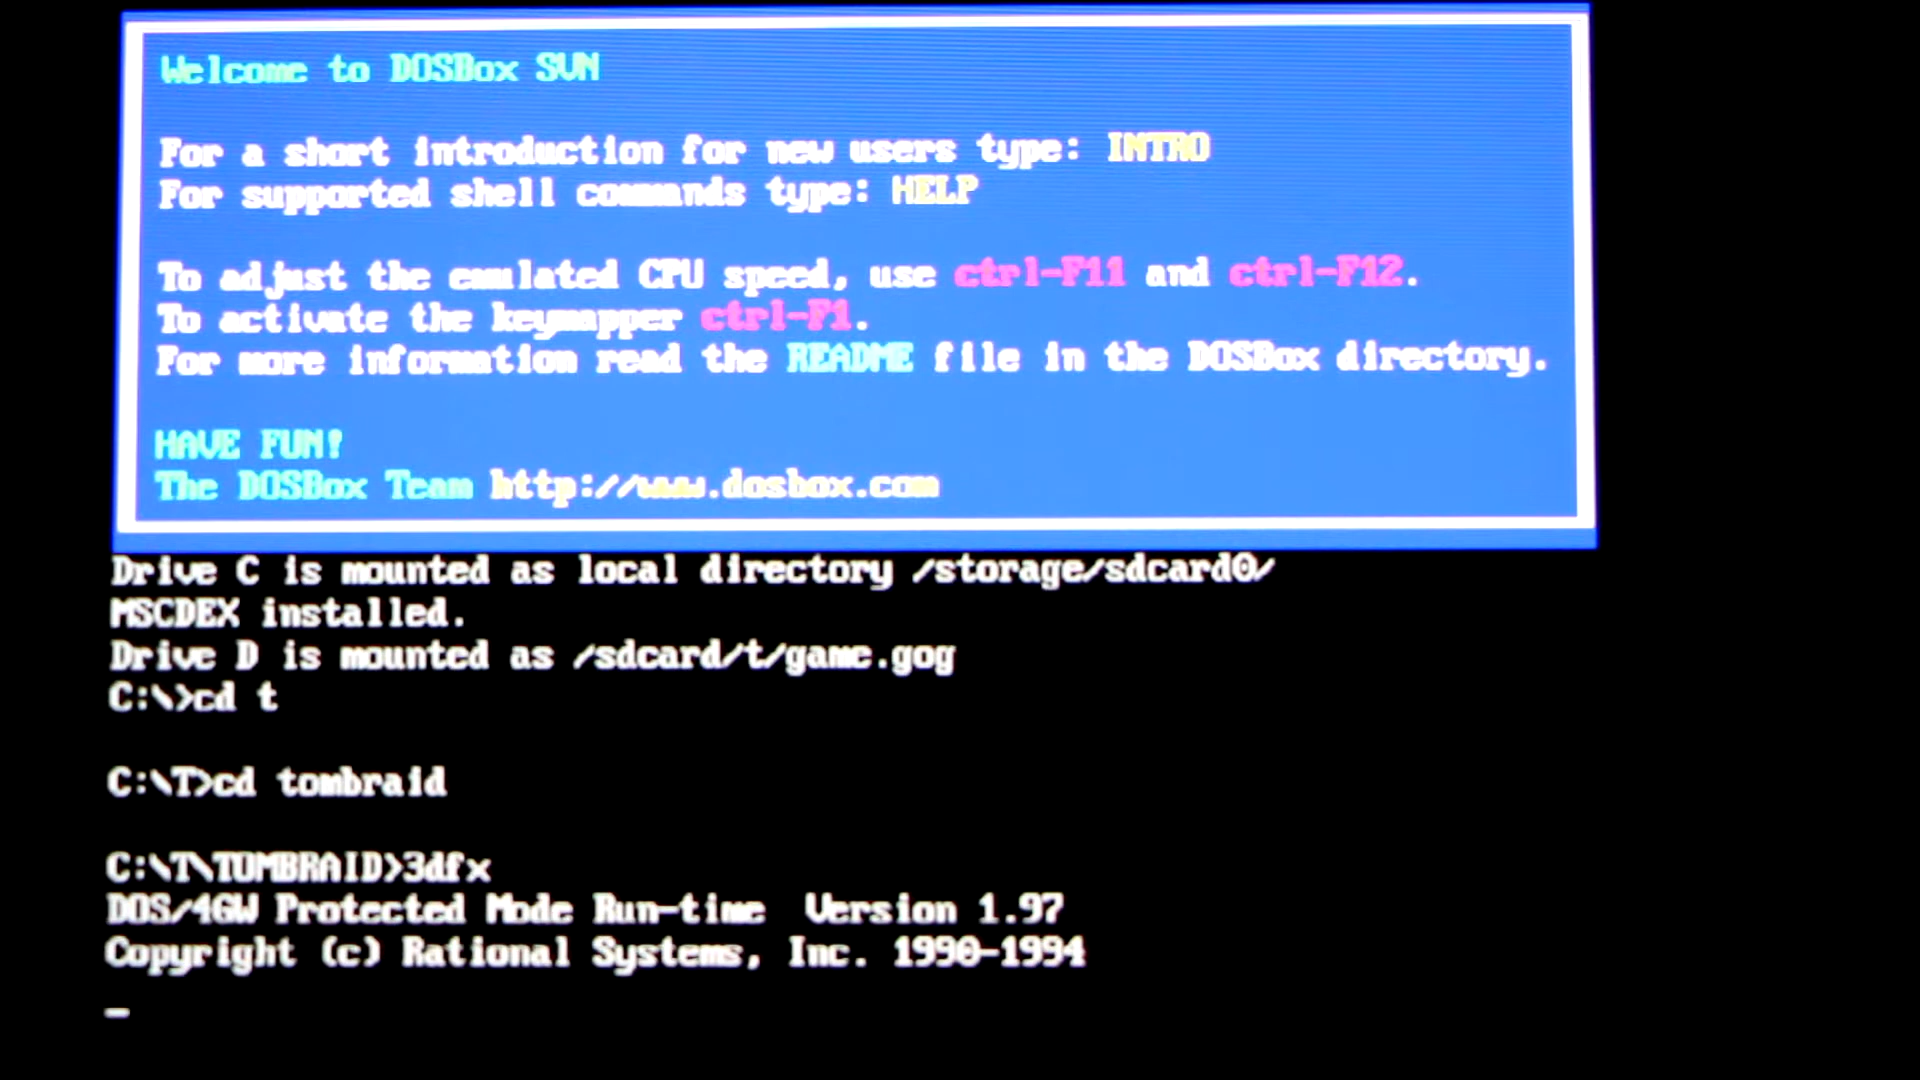 Welcome to DOSBox SVN
For a short introduction for new users type: INTRO
For supported shell commands type: HELP
To adjust the emulated CPU speed, use ctrl-F11 and ctrl-F12.
To activate the keymapper ctrl-F1.
For more information read the README file in the DOSBox directory.
HAVE FUN!
The DOSBox Team http://www.dosbox.com
Drive C is mounted as local directory /storage/sdcard0/
MSCDEX installed.
Drive D is mounted as /sdcard/t/game.gog
C:\>cd t
C:\T>cd tombraid
C:\T\TOMBRAID>3dfx
DOS/4GW Protected Mode Run-time  Version 1.97
Copyright (c) Rational Systems, Inc. 1990-1994